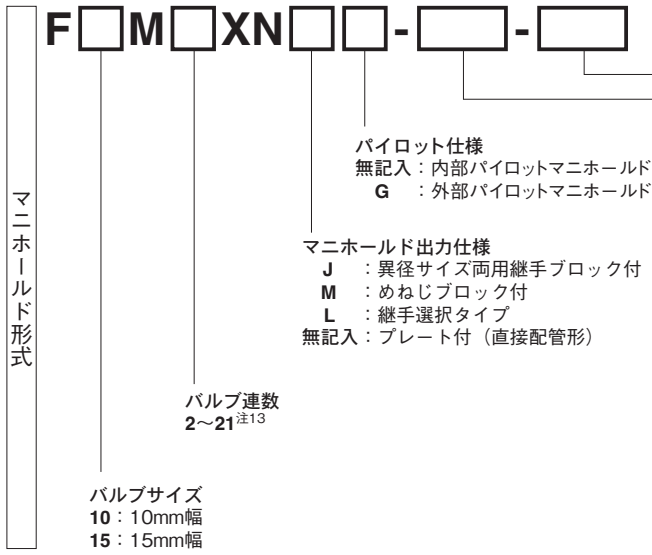 F□M□XN□□-□-□
パイロット仕様
無記入：内部パイロットマニホールド
G：外部パイロットマニホールド
マニホールド出力仕様
J：異径サイズ両用継手ブロック付
M：めねじブロック付
L：継手選択タイプ
無記入：プレート付（直接配管形）
マニホールド形式
バルブ連数
2～21注13
バルブサイズ
10：10mm幅
15：15mm幅